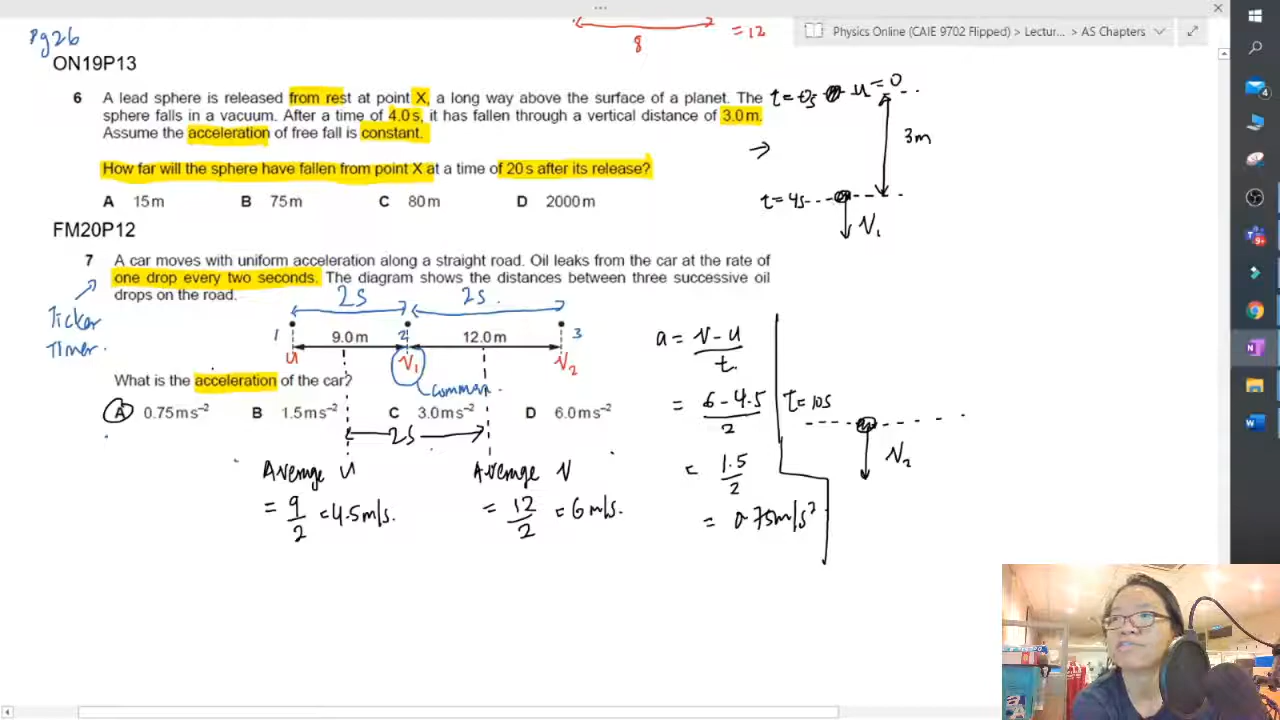 8
= 12
Physics Online (CAIE 9702 Flipped) > Lectur... > AS Chapters
Pg26
ON19P13
6 A lead sphere is released from rest at point X, a long way above the surface of a planet. The
sphere falls in a vacuum. After a time of 4.0 s, it has fallen through a vertical distance of 3.0 m.
Assume the acceleration of free fall is constant.
How far will the sphere have fallen from point X at a time of 20 s after its release?
A 15 m B 75 m C 80 m D 2000 m
t=0s u=0
3m
t=4s
V₁
FM20P12
7 A car moves with uniform acceleration along a straight road. Oil leaks from the car at the rate of
one drop every two seconds. The diagram shows the distances between three successive oil
drops on the road.
Ticker
Timer.
2s 2s.
1 9.0 m 2 12.0 m 3
u V₁ V₂
common.
What is the acceleration of the car?
A 0.75 m s⁻² B 1.5 m s⁻² C 3.0 m s⁻² D 6.0 m s⁻²
2s
Average u
= 9/2 = 4.5m/s.
Average V
= 12/2 = 6m/s.
a = V-u/t
= 6-4.5/2
= 1.5/2
= 0.75m/s²
t=10s
V₂